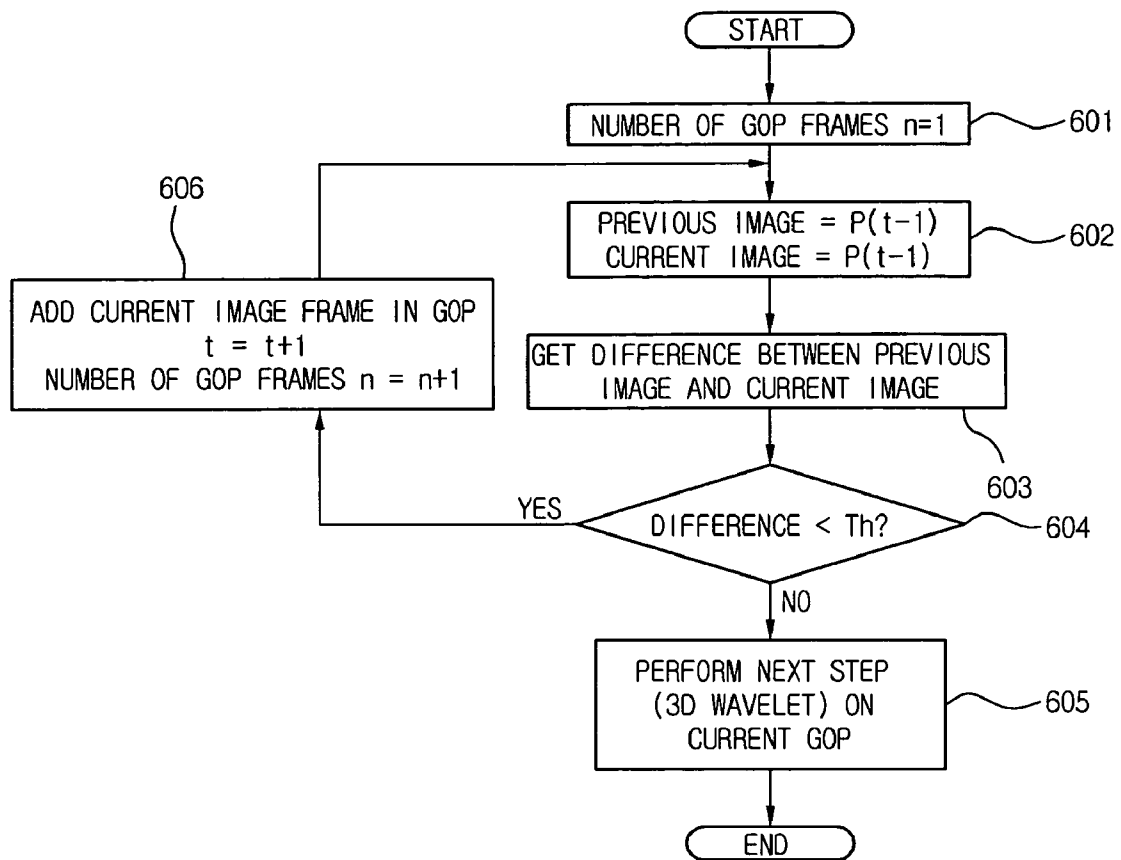 START
NUMBER OF GOP FRAMES n=1
601
606
PREVIOUS IMAGE = P(t-1)
CURRENT IMAGE = P(t-1)
602
ADD CURRENT IMAGE FRAME IN GOP
t = t+1
NUMBER OF GOP FRAMES n = n+1
GET DIFFERENCE BETWEEN PREVIOUS
IMAGE AND CURRENT IMAGE
603
YES
DIFFERENCE < Th?
604
NO
PERFORM NEXT STEP
(3D WAVELET) ON
CURRENT GOP
605
END